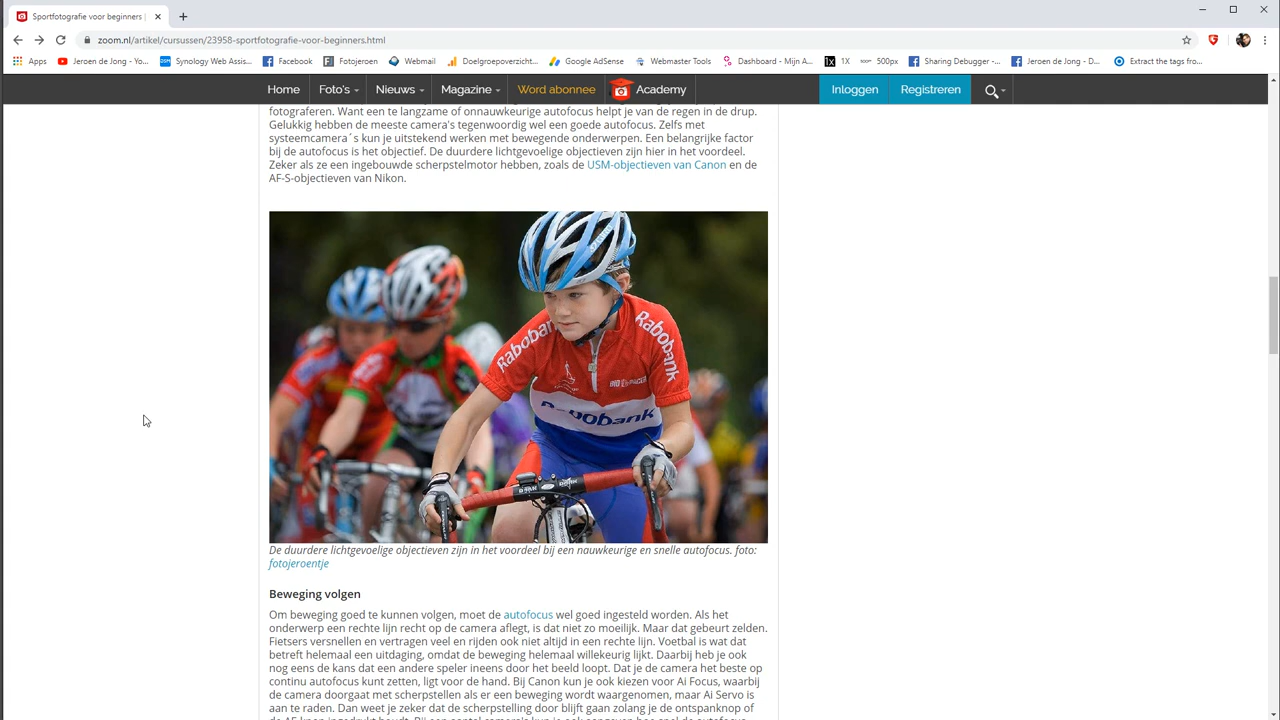 Sportfotografie voor beginners |
zoom.nl/artikel/cursussen/23958-sportfotografie-voor-beginners.html
Apps Jeroen de Jong - Yo... Synology Web Assis... Facebook Fotojeroen Webmail Doelgroepoverzicht... Google AdSense Webmaster Tools Dashboard - Mijn A... 1X 500px Sharing Debugger -... Jeroen de Jong - D... Extract the tags from...
Home Foto's Nieuws Magazine Word abonnee Academy Inloggen Registreren
fotograferen. Want een te langzame of onnauwkeurige autofocus helpt je van de regen in de drup.
Gelukkig hebben de meeste camera's tegenwoordig wel een goede autofocus. Zelfs met
systeemcamera´s kun je uitstekend werken met bewegende onderwerpen. Een belangrijke factor
bij de autofocus is het objectief. De duurdere lichtgevoelige objectieven zijn hier in het voordeel.
Zeker als ze een ingebouwde scherpstelmotor hebben, zoals de USM-objectieven van Canon en de
AF-S-objectieven van Nikon.
Rabobank Rabobank
Rabobank
De duurdere lichtgevoelige objectieven zijn in het voordeel bij een nauwkeurige en snelle autofocus. foto:
fotojeroentje
Beweging volgen
Om beweging goed te kunnen volgen, moet de autofocus wel goed ingesteld worden. Als het
onderwerp een rechte lijn recht op de camera aflegt, is dat niet zo moeilijk. Maar dat gebeurt zelden.
Fietsers versnellen en vertragen veel en rijden ook niet altijd in een rechte lijn. Voetbal is wat dat
betreft helemaal een uitdaging, omdat de beweging helemaal willekeurig lijkt. Daarbij heb je ook
nog eens de kans dat een andere speler ineens door het beeld loopt. Dat je de camera het beste op
continu autofocus kunt zetten, ligt voor de hand. Bij Canon kun je ook kiezen voor Ai Focus, waarbij
de camera doorgaat met scherpstellen als er een beweging wordt waargenomen, maar Ai Servo is
aan te raden. Dan weet je zeker dat de scherpstelling door blijft gaan zolang je de ontspanknop of